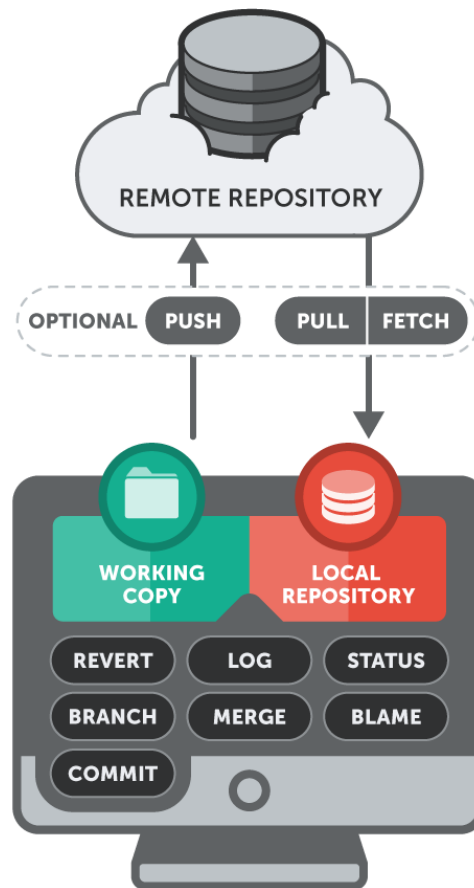 REMOTE REPOSITORY
OPTIONAL PUSH PULL FETCH
WORKING COPY
LOCAL REPOSITORY
REVERT LOG STATUS
BRANCH MERGE BLAME
COMMIT